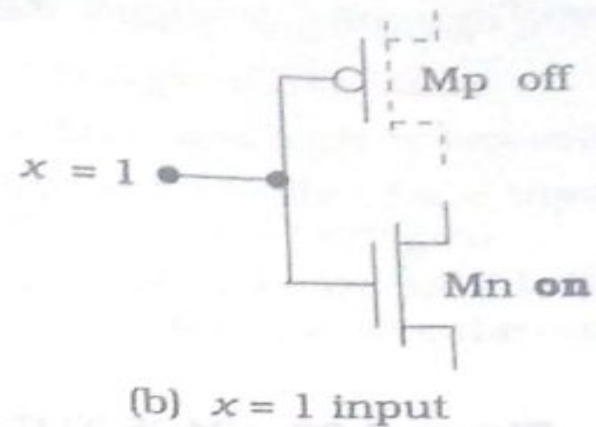 Mp off
x = 1
Mn on
(b) x = 1 input